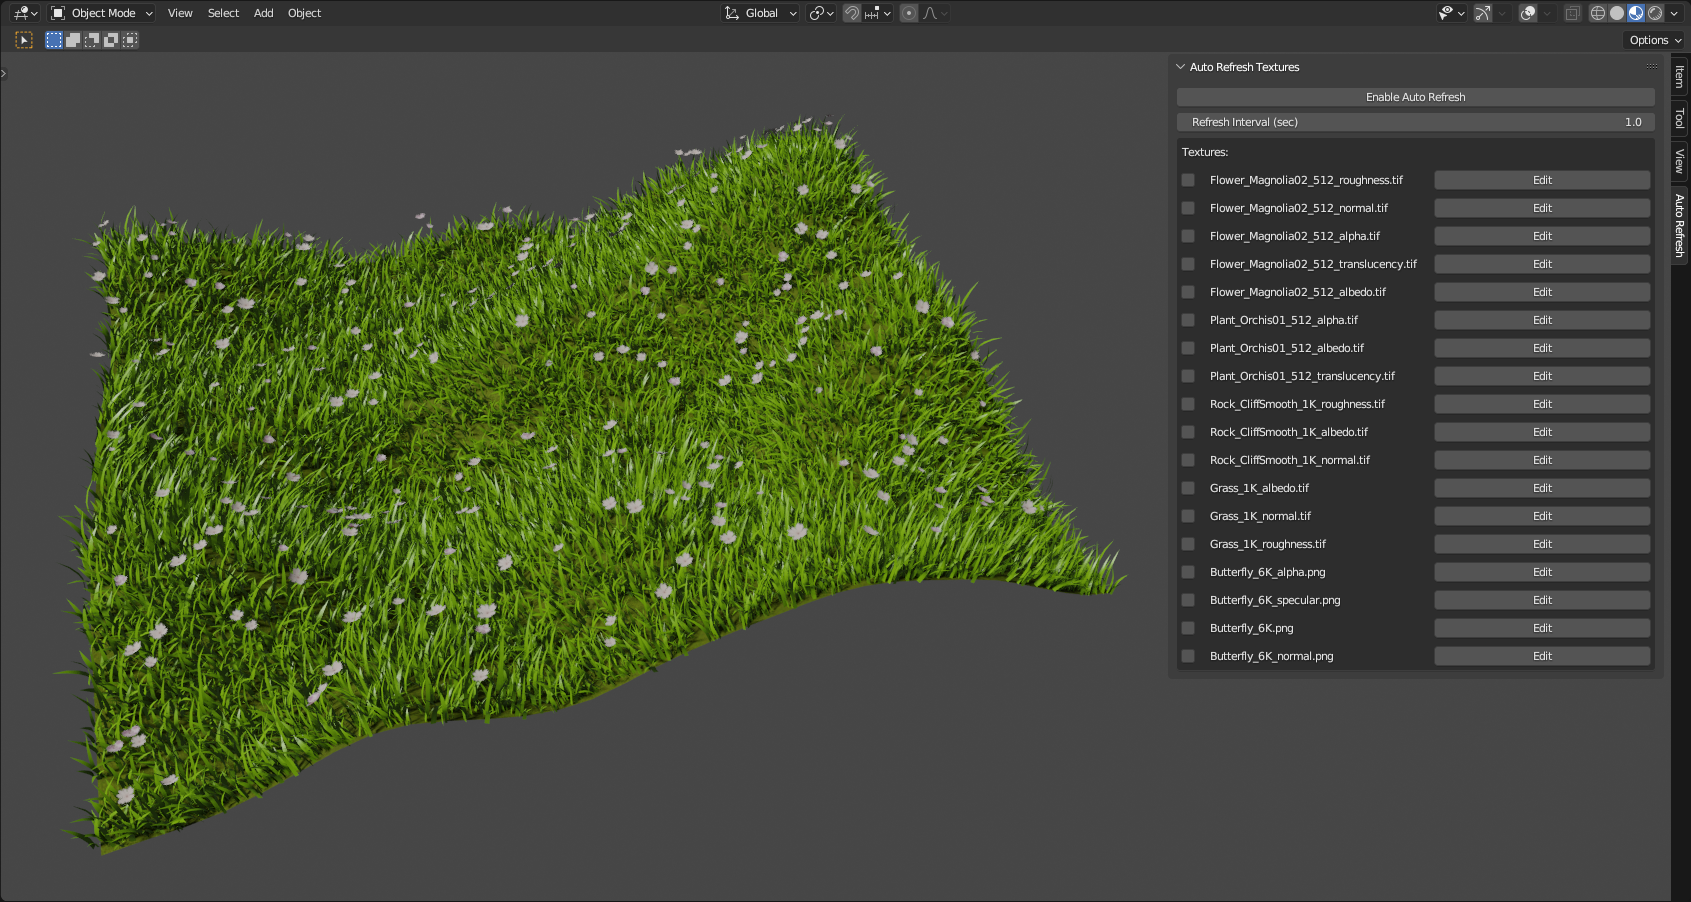 Object Mode View Select Add Object Global
Options
Auto Refresh Textures
Enable Auto Refresh
Refresh Interval (sec) 1.0
Textures:
Flower_Magnolia02_512_roughness.tif Edit
Flower_Magnolia02_512_normal.tif Edit
Flower_Magnolia02_512_alpha.tif Edit
Flower_Magnolia02_512_translucency.tif Edit
Flower_Magnolia02_512_albedo.tif Edit
Plant_Orchis01_512_alpha.tif Edit
Plant_Orchis01_512_albedo.tif Edit
Plant_Orchis01_512_translucency.tif Edit
Rock_CliffSmooth_1K_roughness.tif Edit
Rock_CliffSmooth_1K_albedo.tif Edit
Rock_CliffSmooth_1K_normal.tif Edit
Grass_1K_albedo.tif Edit
Grass_1K_normal.tif Edit
Grass_1K_roughness.tif Edit
Butterfly_6K_alpha.png Edit
Butterfly_6K_specular.png Edit
Butterfly_6K.png Edit
Butterfly_6K_normal.png Edit
Item
Tool
View
Auto Refresh